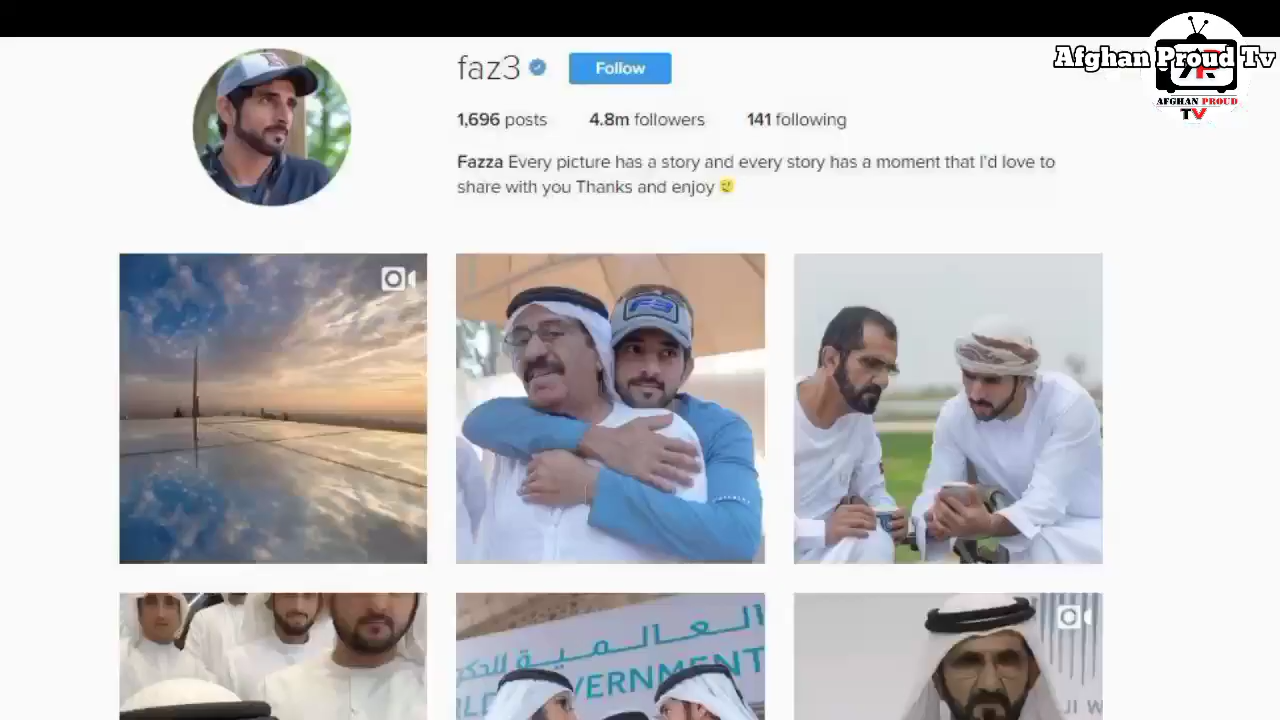 Afghan Proud Tv
AFGHAN PROUD
TV
faz3
Follow
1,696 posts 4.8m followers 141 following
Fazza Every picture has a story and every story has a moment that I'd love to
share with you Thanks and enjoy
F3
العالمية للحكو
VERNMENT